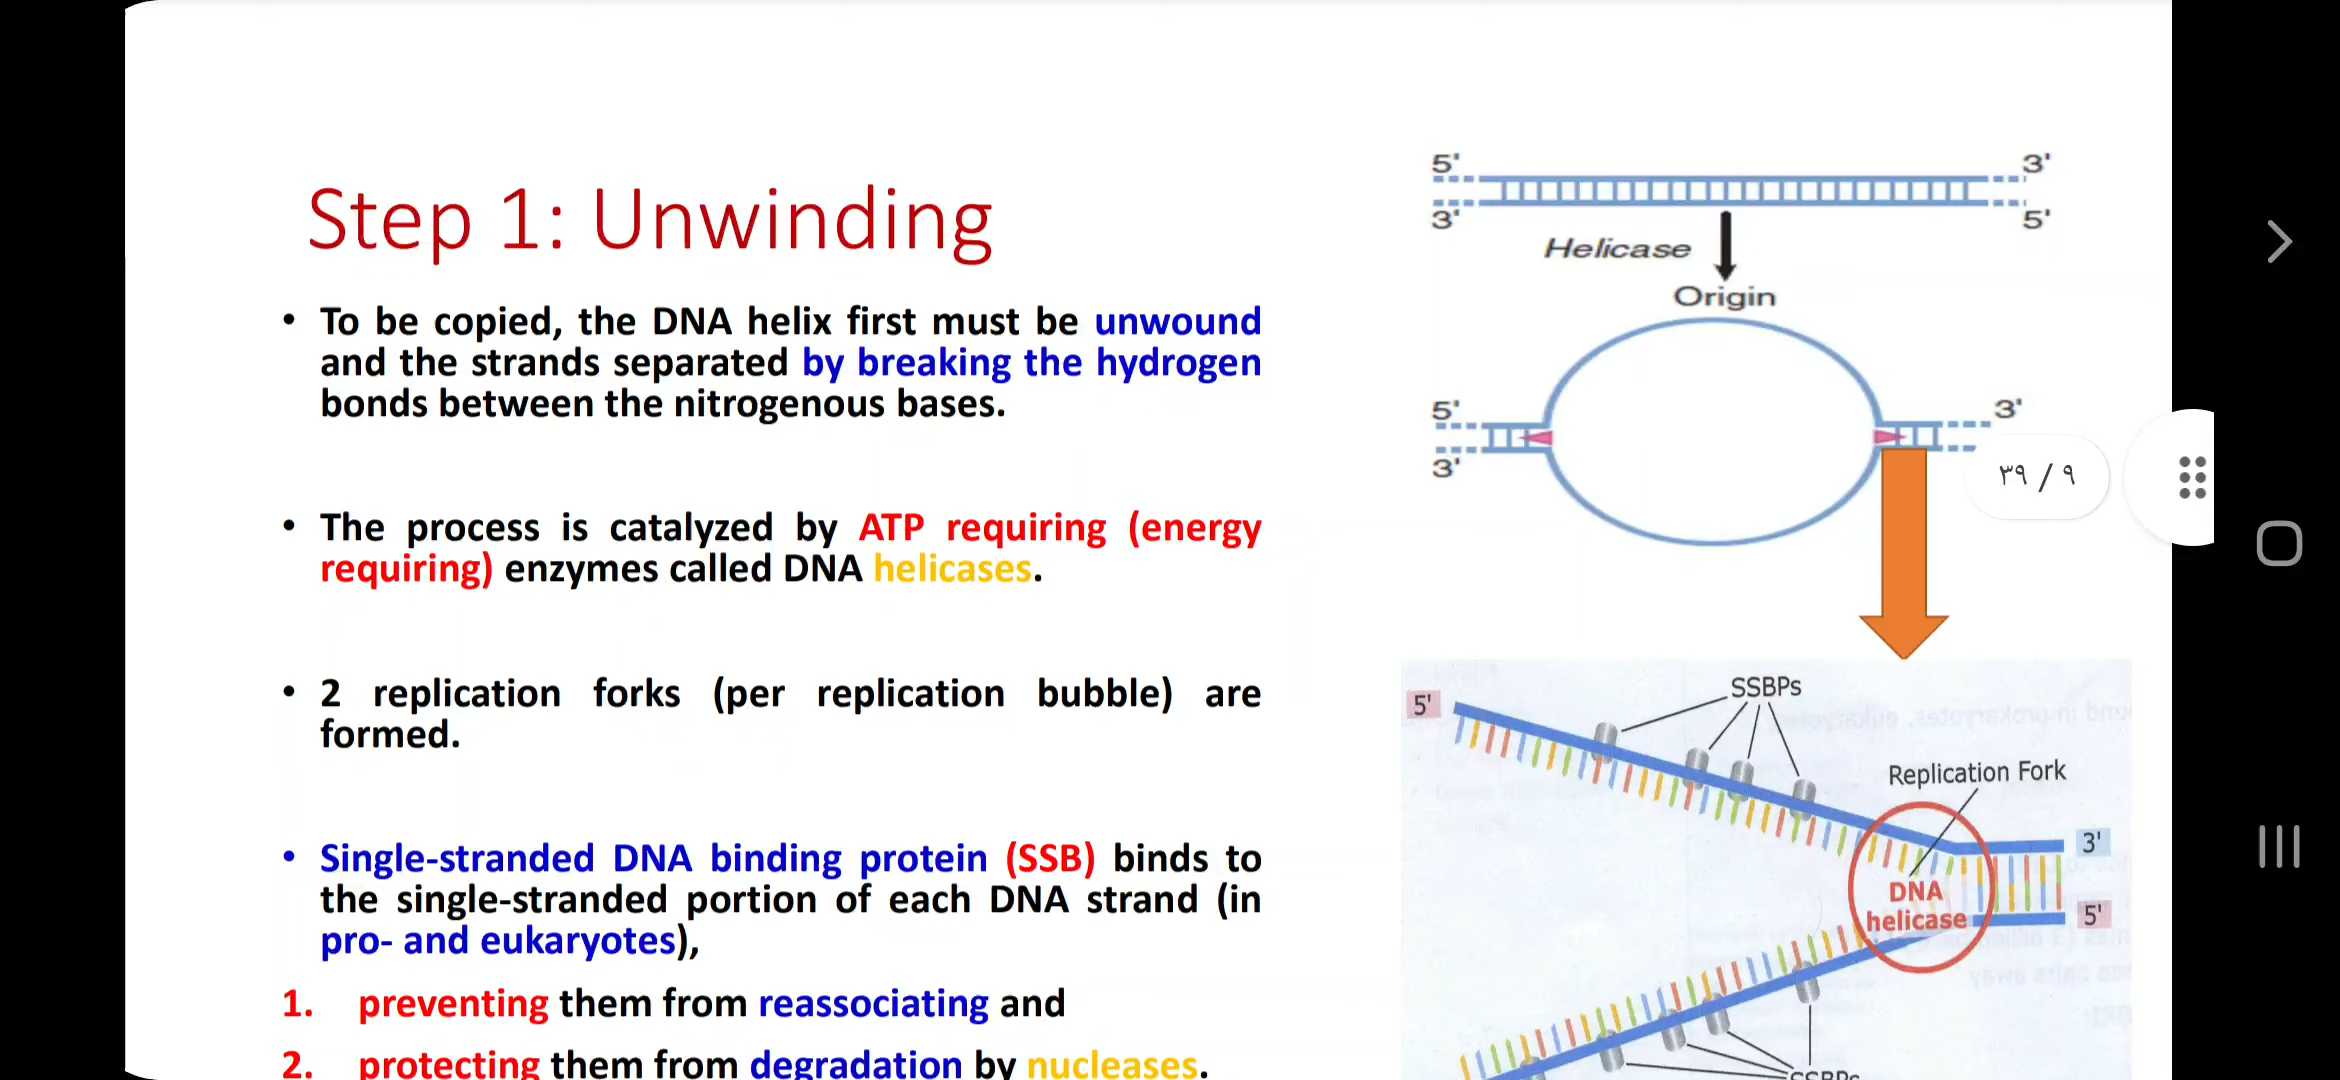 Step 1: Unwinding
• To be copied, the DNA helix first must be unwound
and the strands separated by breaking the hydrogen
bonds between the nitrogenous bases.
• The process is catalyzed by ATP requiring (energy
requiring) enzymes called DNA helicases.
• 2 replication forks (per replication bubble) are
formed.
• Single-stranded DNA binding protein (SSB) binds to
the single-stranded portion of each DNA strand (in
pro- and eukaryotes),
1. preventing them from reassociating and
2. protecting them from degradation by nucleases.
5' 3'
3' 5'
Helicase
Origin
5' 3'
3'
٣٩ / ٩
SSBPs
5'
Replication Fork
3'
DNA
helicase
5'